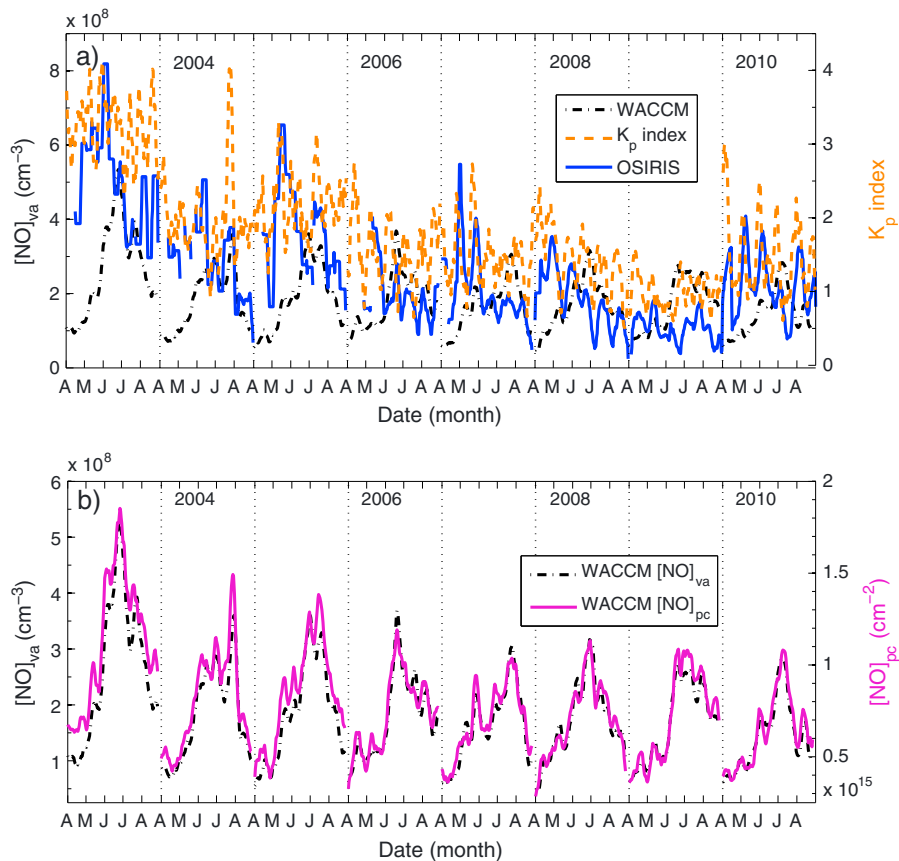 x 10^8
a)
2004
2006
2008
2010
8
6
4
2
0
[NO]_va (cm^-3)
WACCM
K_p index
OSIRIS
4
3
2
1
0
K_p index
A M J J A A M J J A A M J J A A M J J A A M J J A A M J J A A M J J A A M J J A
Date (month)
x 10^8
b)
2004
2006
2008
2010
6
5
4
3
2
1
[NO]_va (cm^-3)
WACCM [NO]_va
WACCM [NO]_pc
2
1.5
1
0.5
x 10^15
[NO]_pc (cm^-2)
A M J J A A M J J A A M J J A A M J J A A M J J A A M J J A A M J J A A M J J A
Date (month)